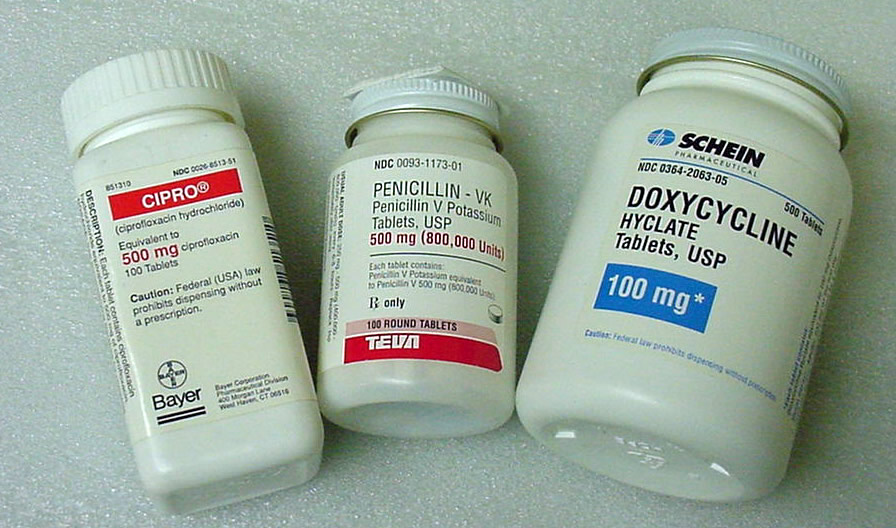 851310 NDC 0026-8513-51
CIPRO®
(ciprofloxacin hydrochloride)
Equivalent to
500 mg ciprofloxacin
100 Tablets
Caution: Federal (USA) law
prohibits dispensing without
a prescription.
BAYER
Bayer
Bayer Corporation
Pharmaceutical Division
400 Morgan Lane
West Haven, CT 06516
DESCRIPTION: Each tablet contains ciprofloxacin
NDC 0093-1173-01
PENICILLIN - VK
Penicillin V Potassium
Tablets, USP
500 mg (800,000 Units)
Each tablet contains:
Penicillin V Potassium equivalent
to Penicillin V 500 mg (800,000 Units)
℞ only
100 ROUND TABLETS
TEVA
USUAL ADULT DOSE:
SCHEIN
PHARMACEUTICAL
NDC 0364-2063-05
500 Tablets
DOXYCYCLINE
HYCLATE
Tablets, USP
100 mg*
Caution: Federal law prohibits dispensing without prescription.